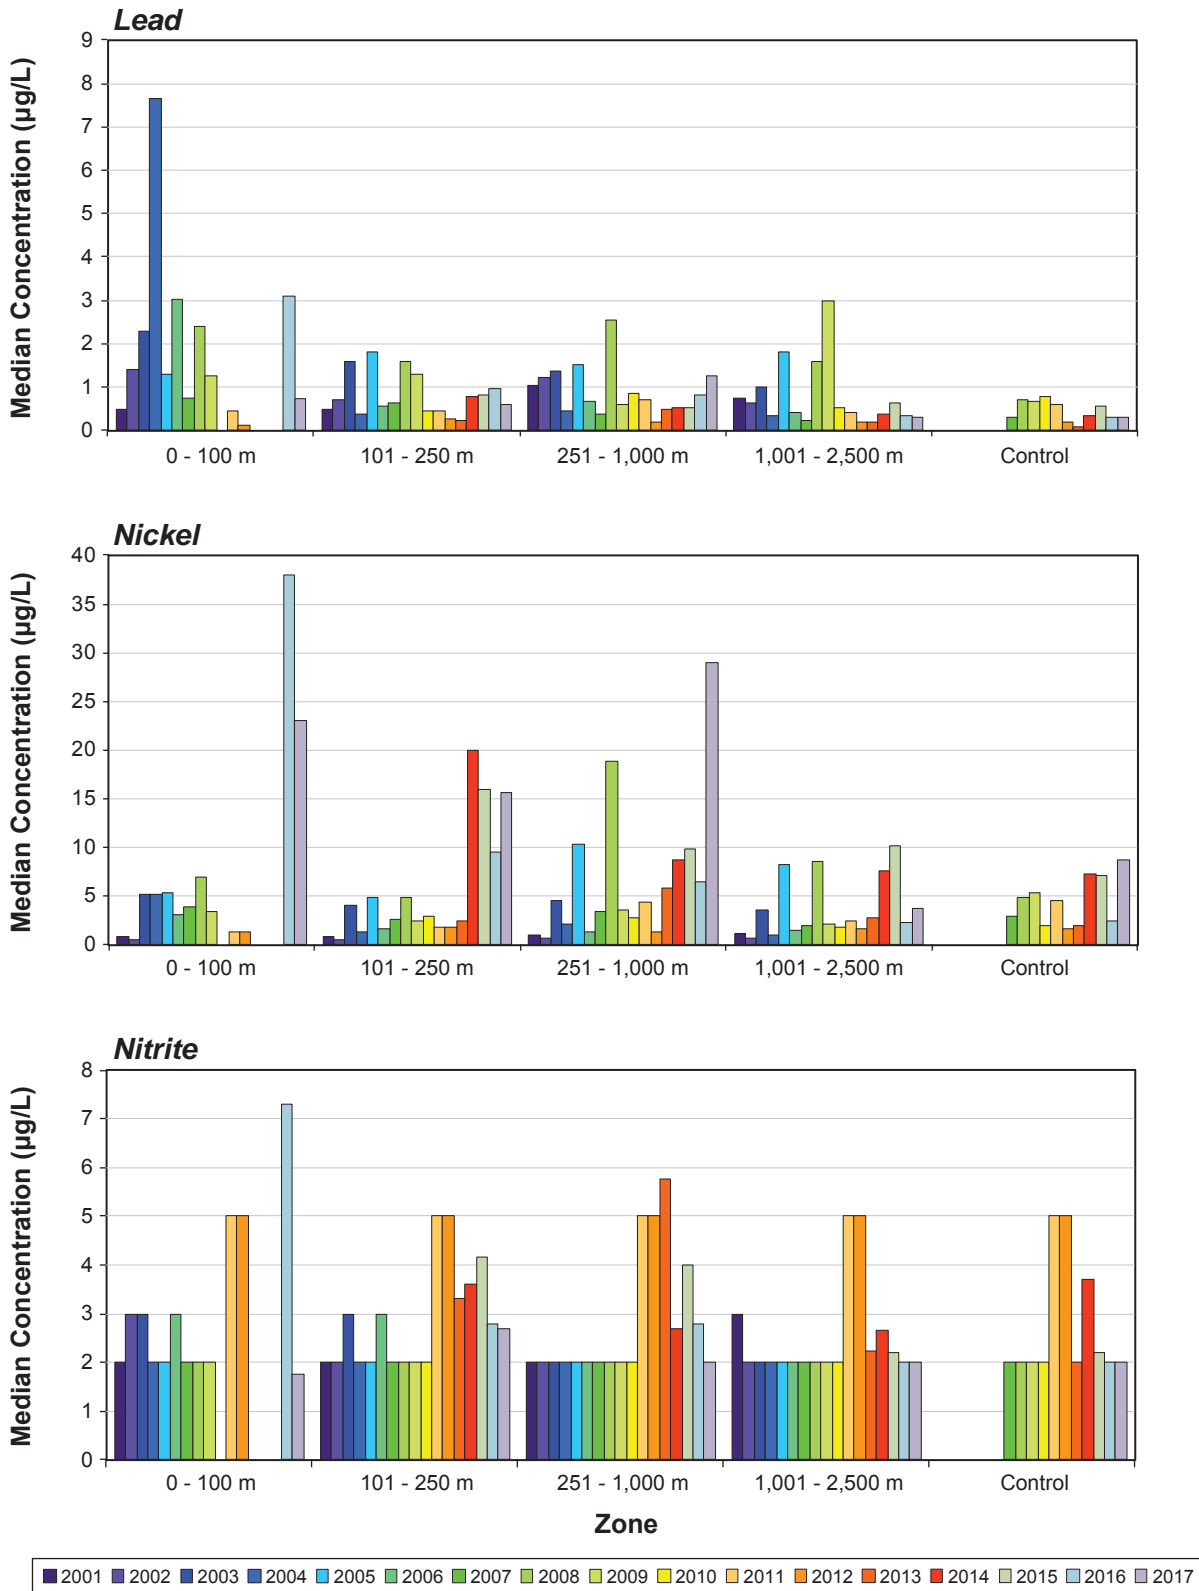 Lead
Median Concentration (µg/L)
9
8
7
6
5
4
3
2
1
0
0 - 100 m 101 - 250 m 251 - 1,000 m 1,001 - 2,500 m Control
Nickel
Median Concentration (µg/L)
40
35
30
25
20
15
10
5
0
0 - 100 m 101 - 250 m 251 - 1,000 m 1,001 - 2,500 m Control
Nitrite
Median Concentration (µg/L)
8
7
6
5
4
3
2
1
0
0 - 100 m 101 - 250 m 251 - 1,000 m 1,001 - 2,500 m Control
Zone
2001 2002 2003 2004 2005 2006 2007 2008 2009 2010 2011 2012 2013 2014 2015 2016 2017